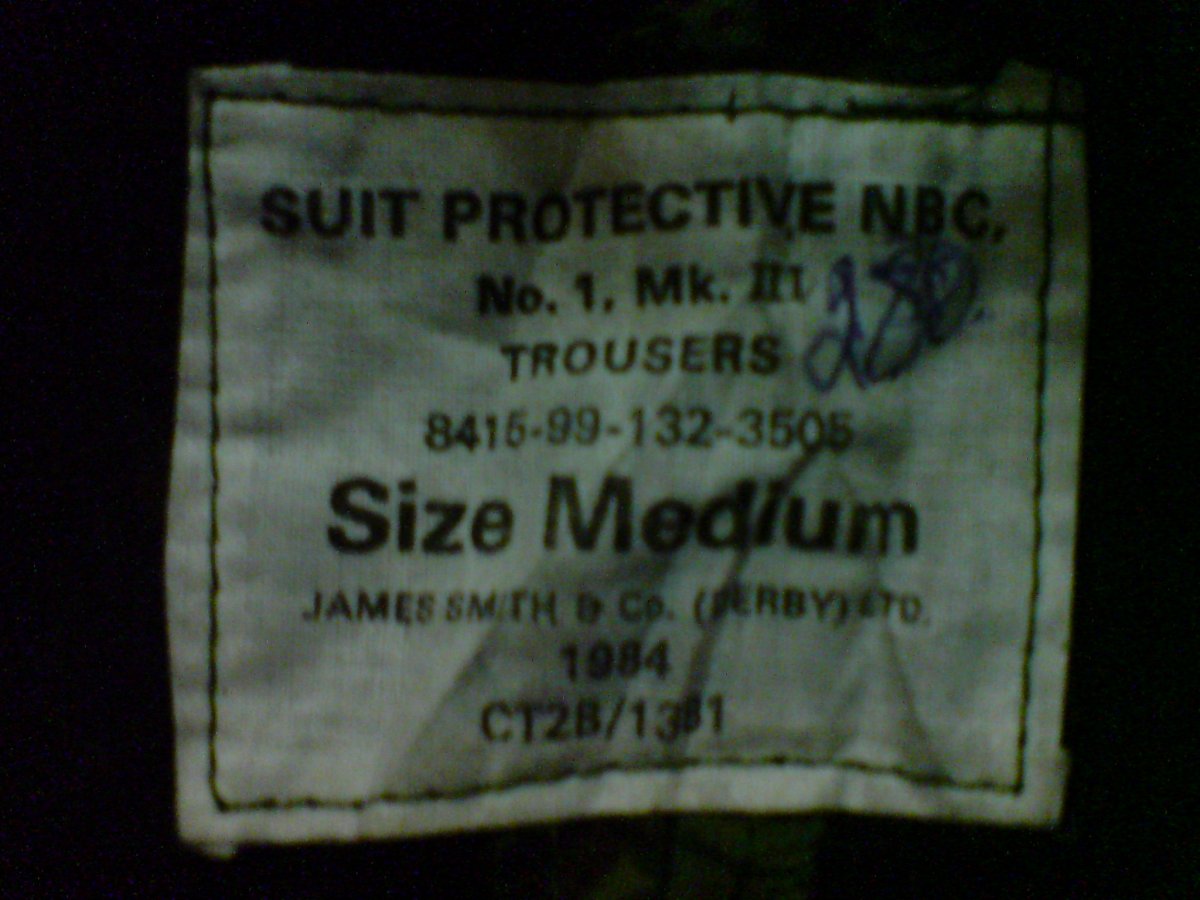 SUIT PROTECTIVE NBC,
No. 1, Mk. III
280.
TROUSERS
8415-99-132-3505
Size Medium
JAMES SMITH & Co. (DERBY) LTD.
1984